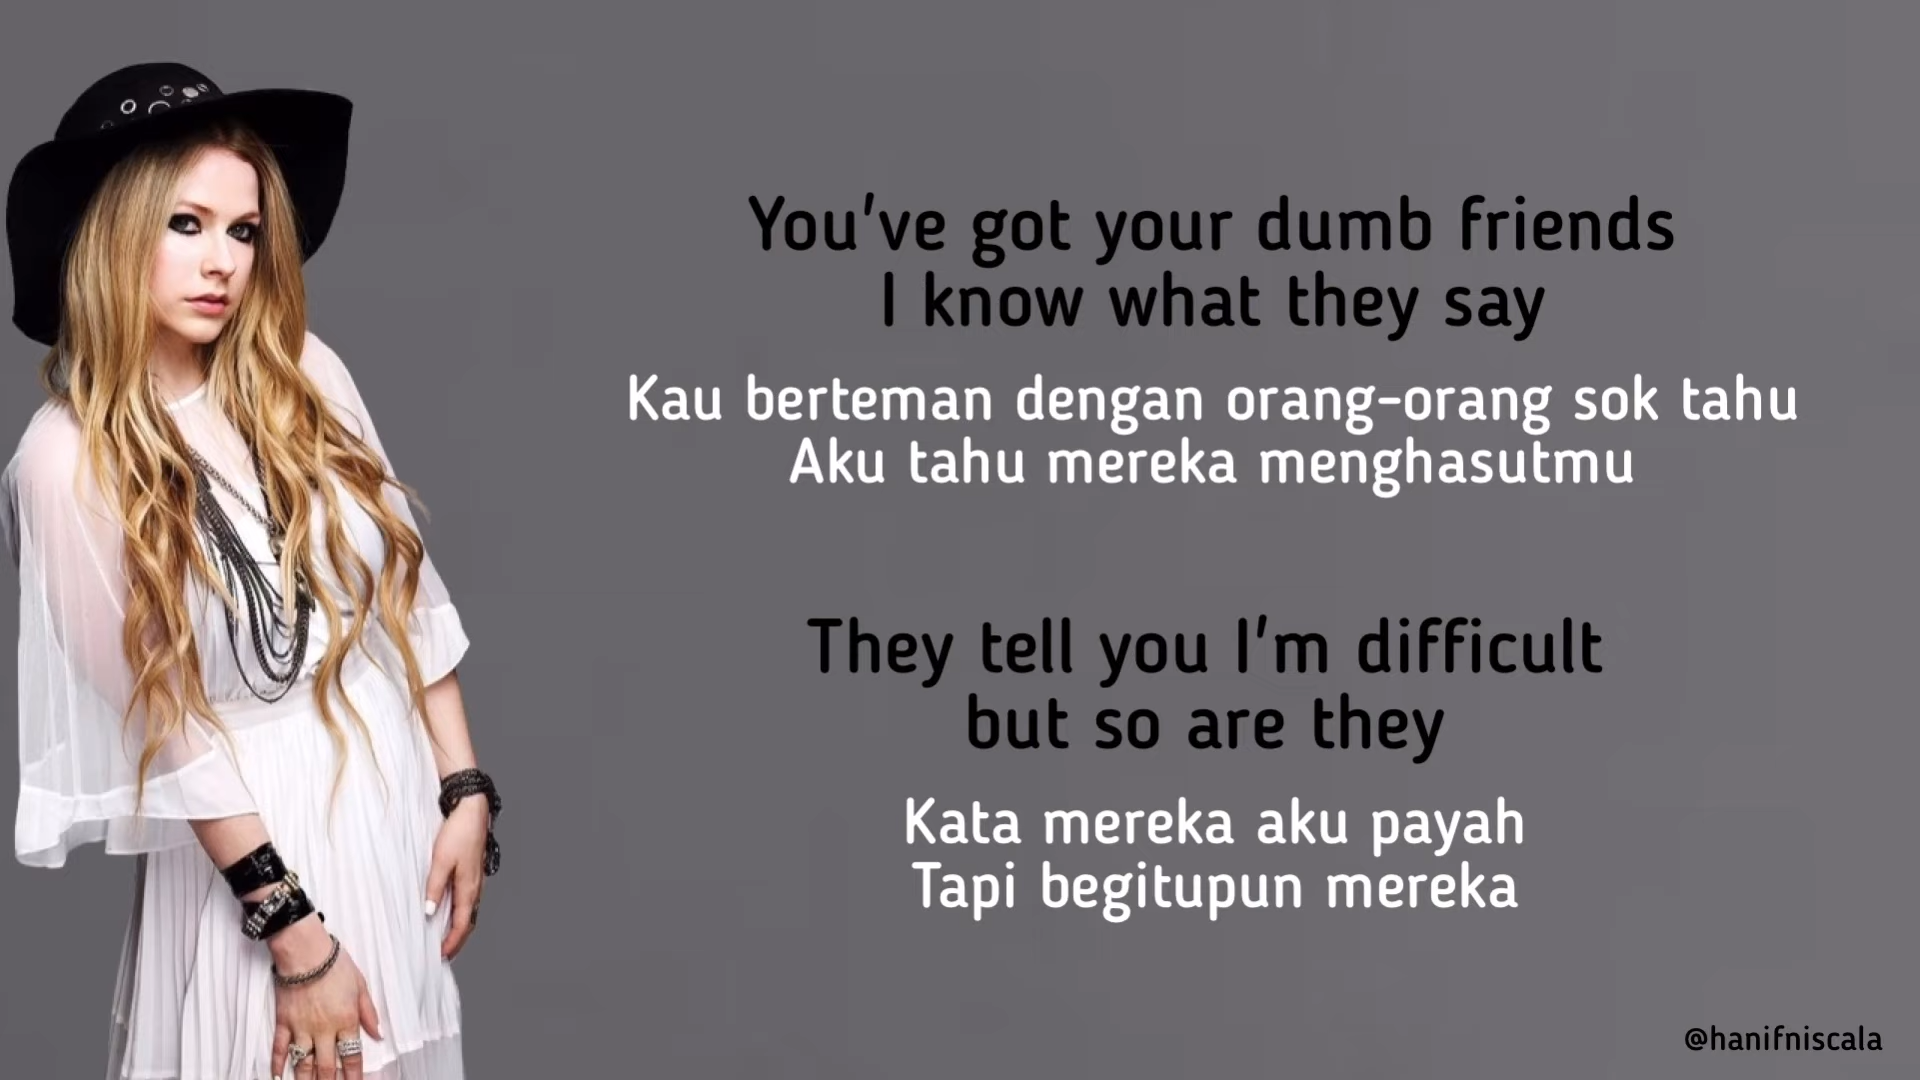 You've got your dumb friends
I know what they say
Kau berteman dengan orang-orang sok tahu
Aku tahu mereka menghasutmu
They tell you I'm difficult
but so are they
Kata mereka aku payah
Tapi begitupun mereka
@hanifniscala